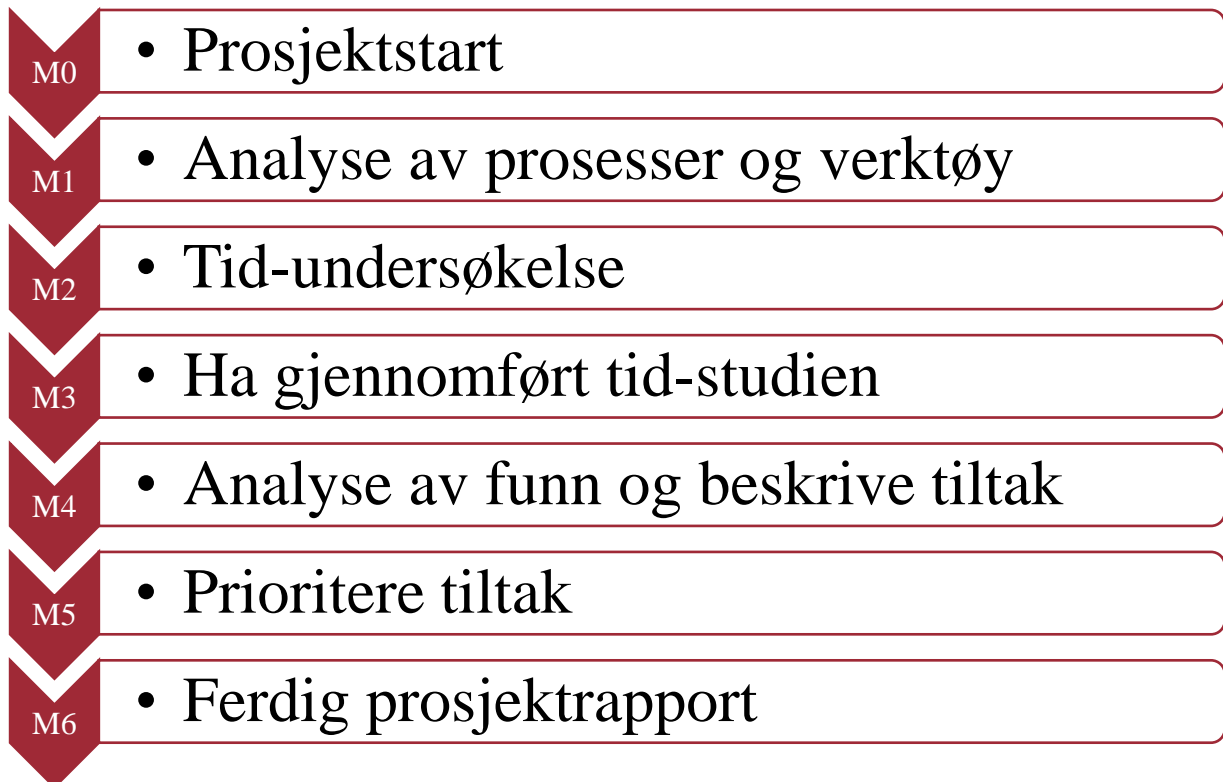 M0
• Prosjektstart
M1
• Analyse av prosesser og verktøy
M2
• Tid-undersøkelse
M3
• Ha gjennomført tid-studien
M4
• Analyse av funn og beskrive tiltak
M5
• Prioritere tiltak
M6
• Ferdig prosjektrapport